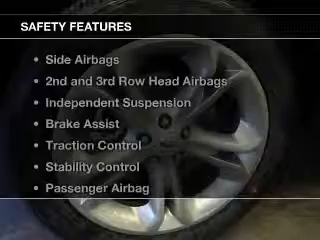 SAFETY FEATURES
• Side Airbags
• 2nd and 3rd Row Head Airbags
• Independent Suspension
• Brake Assist
• Traction Control
• Stability Control
• Passenger Airbag